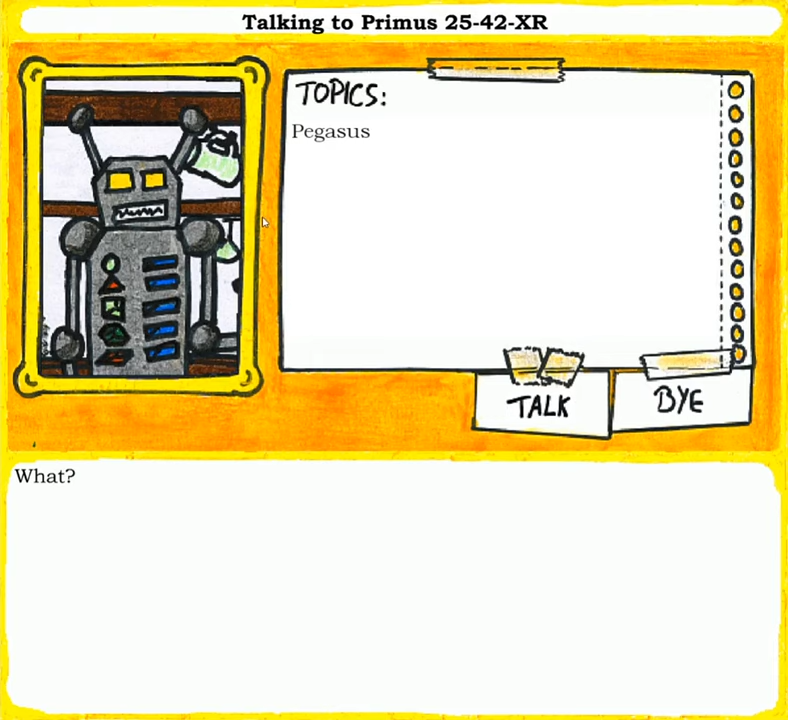 Talking to Primus 25-42-XR
TOPICS:
Pegasus
TALK
BYE
What?